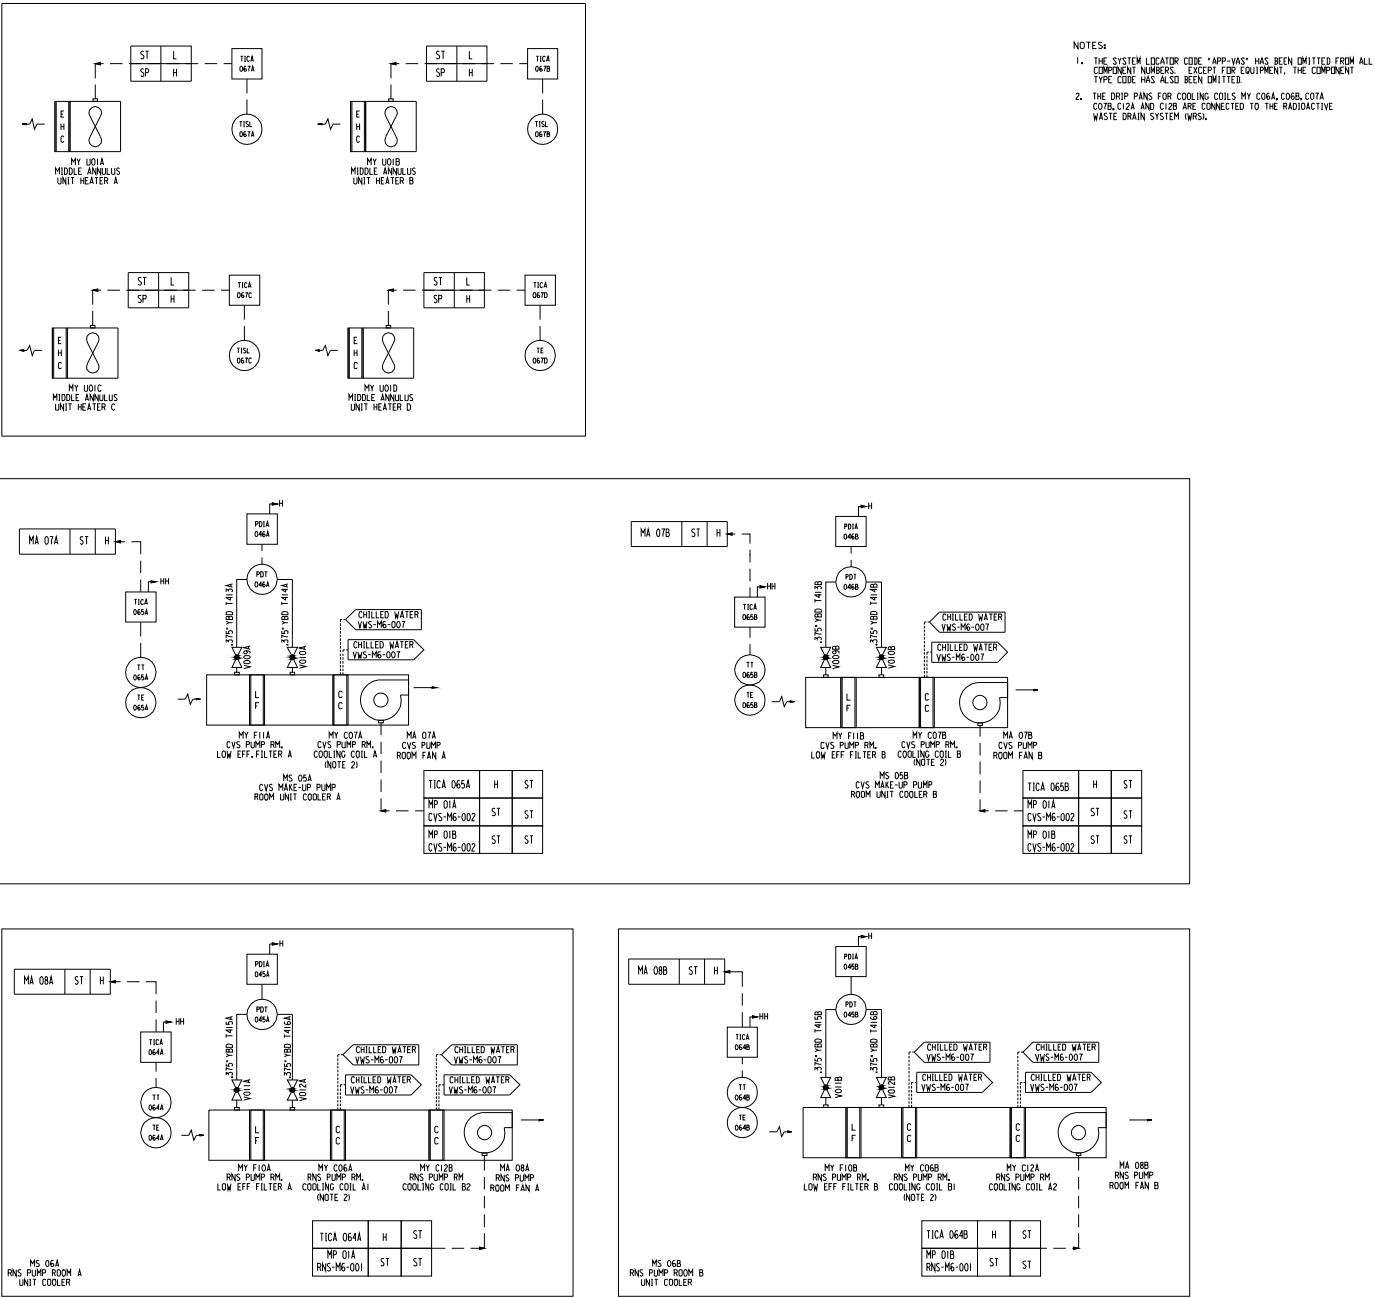 NOTES:
1. THE SYSTEM LOCATOR CODE "APP-VAS" HAS BEEN OMITTED FROM ALL
COMPONENT NUMBERS. EXCEPT FOR EQUIPMENT, THE COMPONENT
TYPE CODE HAS ALSO BEEN OMITTED.
2. THE DRIP PANS FOR COOLING COILS MY C06A, C06B, C07A
C07B, C12A AND C12B ARE CONNECTED TO THE RADIOACTIVE
WASTE DRAIN SYSTEM (WRS).
ST L
SP H
TICA
067A
TISL
067A
E
H
C
MY U01A
MIDDLE ANNULUS
UNIT HEATER A
ST L
SP H
TICA
067B
TISL
067B
E
H
C
MY U01B
MIDDLE ANNULUS
UNIT HEATER B
ST L
SP H
TICA
067C
TISL
067C
E
H
C
MY U01C
MIDDLE ANNULUS
UNIT HEATER C
ST L
SP H
TICA
067D
TE
067D
E
H
C
MY U01D
MIDDLE ANNULUS
UNIT HEATER D
MA 07A ST H
HH
TICA
065A
TT
065A
TE
065A
H
PDIA
046A
PDT
046A
.375" YBD T413A
.375" YBD T414A
V009A
V010A
CHILLED WATER
VWS-M6-007
CHILLED WATER
VWS-M6-007
L
F
C
C
MY F11A
CVS PUMP RM.
LOW EFF. FILTER A
MY C07A
CVS PUMP RM.
COOLING COIL A
(NOTE 2)
MA 07A
CVS PUMP
ROOM FAN A
MS 05A
CVS MAKE-UP PUMP
ROOM UNIT COOLER A
TICA 065A H ST
MP 01A
CVS-M6-002 ST ST
MP 01B
CVS-M6-002 ST ST
MA 07B ST H
HH
TICA
065B
TT
065B
TE
065B
H
PDIA
046B
PDT
046B
.375" YBD T413B
.375" YBD T414B
V009B
V010B
CHILLED WATER
VWS-M6-007
CHILLED WATER
VWS-M6-007
L
F
C
C
MY F11B
CVS PUMP RM.
LOW EFF FILTER B
MY C07B
CVS PUMP RM.
COOLING COIL B
(NOTE 2)
MA 07B
CVS PUMP
ROOM FAN B
MS 05B
CVS MAKE-UP PUMP
ROOM UNIT COOLER B
TICA 065B H ST
MP 01A
CVS-M6-002 ST ST
MP 01B
CVS-M6-002 ST ST
MA 08A ST H
HH
TICA
064A
TT
064A
TE
064A
H
PDIA
045A
PDT
045A
.375" YBD T415A
.375" YBD T416A
V011A
V012A
CHILLED WATER
VWS-M6-007
CHILLED WATER
VWS-M6-007
CHILLED WATER
VWS-M6-007
CHILLED WATER
VWS-M6-007
L
F
C
C
C
C
MY F10A
RNS PUMP RM.
LOW EFF FILTER A
MY C06A
RNS PUMP RM.
COOLING COIL A1
(NOTE 2)
MY C12B
RNS PUMP RM
COOLING COIL B2
MA 08A
RNS PUMP
ROOM FAN A
TICA 064A H ST
MP 01A
RNS-M6-001 ST ST
MS 06A
RNS PUMP ROOM A
UNIT COOLER
MA 08B ST H
HH
TICA
064B
TT
064B
TE
064B
H
PDIA
045B
PDT
045B
.375" YBD T415B
.375" YBD T416B
V011B
V012B
CHILLED WATER
VWS-M6-007
CHILLED WATER
VWS-M6-007
CHILLED WATER
VWS-M6-007
CHILLED WATER
VWS-M6-007
L
F
C
C
C
C
MY F10B
RNS PUMP RM.
LOW EFF FILTER B
MY C06B
RNS PUMP RM.
COOLING COIL B1
(NOTE 2)
MY C12A
RNS PUMP RM
COOLING COIL A2
MA 08B
RNS PUMP
ROOM FAN B
TICA 064B H ST
MP 01B
RNS-M6-001 ST ST
MS 06B
RNS PUMP ROOM B
UNIT COOLER